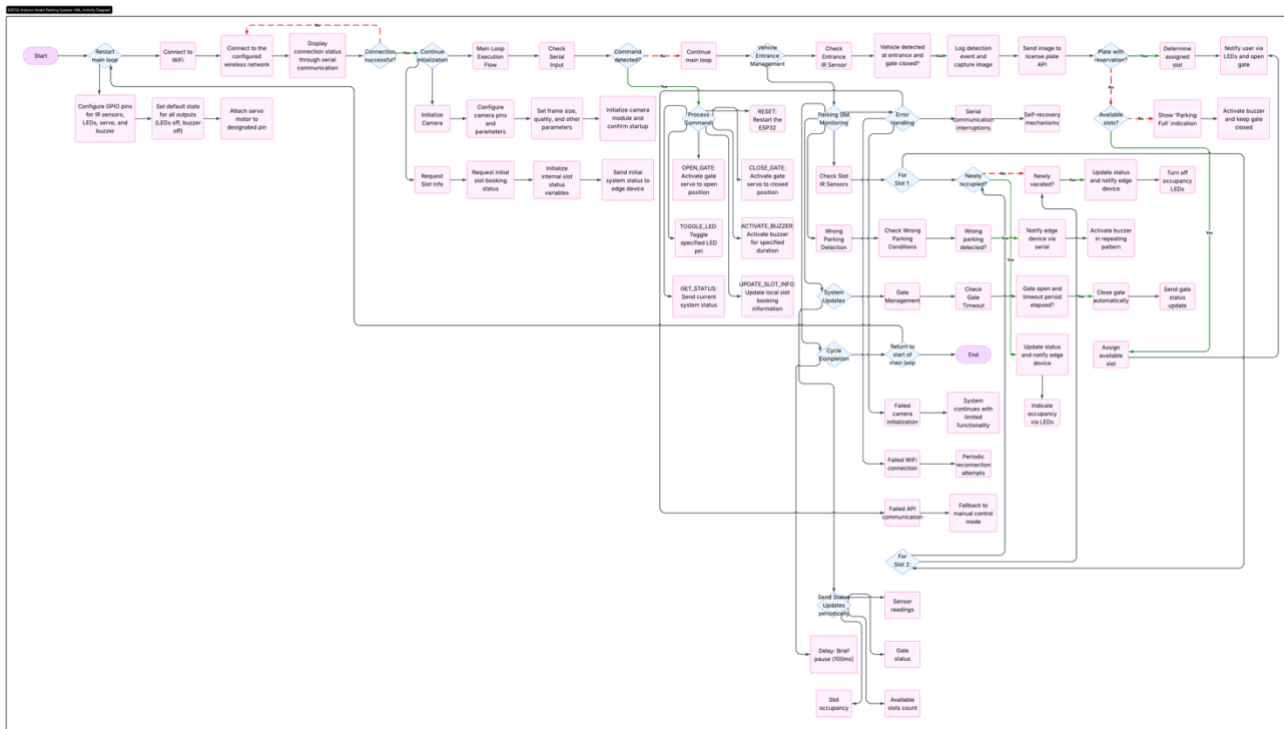 ESP32 Arduino Smart Parking System UML Activity Diagram
Start
Restart
main loop
Connect to
WiFi
Connect to the
configured
wireless network
Display
connection status
through serial
communication
No
Connection
successful?
Yes
Continue
initialization
Main Loop
Execution
Flow
Check
Serial
Input
Command
detected?
No
Continue
main loop
Vehicle
Entrance
Management
Check
Entrance
IR Sensor
Vehicle detected
at entrance and
gate closed?
Log detection
event and
capture image
Send image to
license plate
API
Plate with
reservation?
Yes
Determine
assigned
slot
Notify user via
LEDs and open
gate
Configure GPIO pins
for IR sensors,
LEDs, servo, and
buzzer
Set default state
for all outputs
(LEDs off, buzzer
off)
Attach servo
motor to
designated pin
Initialize
Camera
Configure
camera pins
and
parameters
Set frame size,
quality, and other
parameters
Initialize camera
module and
confirm startup
Yes
Process
Command
RESET:
Restart the
ESP32
Parking Slot
Monitoring
Error
Handling
Serial
communication
interruptions
Self-recovery
mechanisms
No
Available
slots?
No
Show 'Parking
Full' indication
Activate buzzer
and keep gate
closed
Request
Slot Info
Request initial
slot booking
status
Initialize
internal slot
status
variables
Send initial
system status to
edge device
OPEN_GATE:
Activate gate
servo to open
position
CLOSE_GATE:
Activate gate
servo to closed
position
Check Slot
IR Sensors
For
Slot 1:
Newly
occupied?
No
Newly
vacated?
Yes
Update status
and notify edge
device
Turn off
occupancy
LEDs
TOGGLE_LED:
Toggle
specified LED
pin
ACTIVATE_BUZZER:
Activate buzzer
for specified
duration
Wrong
Parking
Detection
Check Wrong
Parking
Conditions
Wrong
parking
detected?
Yes
Notify edge
device via
serial
Activate buzzer
in repeating
pattern
Yes
GET_STATUS:
Send current
system status
UPDATE_SLOT_INFO:
Update local slot
booking
information
System
Updates
Gate
Management
Check
Gate
Timeout
Gate open and
timeout period
elapsed?
Yes
Close gate
automatically
Send gate
status
update
Cycle
Completion
Return to
start of
main loop
End
Update status
and notify edge
device
Assign
available
slot
Failed
camera
initialization
System
continues with
limited
functionality
Indicate
occupancy
via LEDs
Failed WiFi
connection
Periodic
reconnection
attempts
Failed API
communication
Fallback to
manual control
mode
For
Slot 2:
Send Status
Updates
periodically
Sensor
readings
Delay: Brief
pause (100ms)
Gate
status
Slot
occupancy
Available
slots count